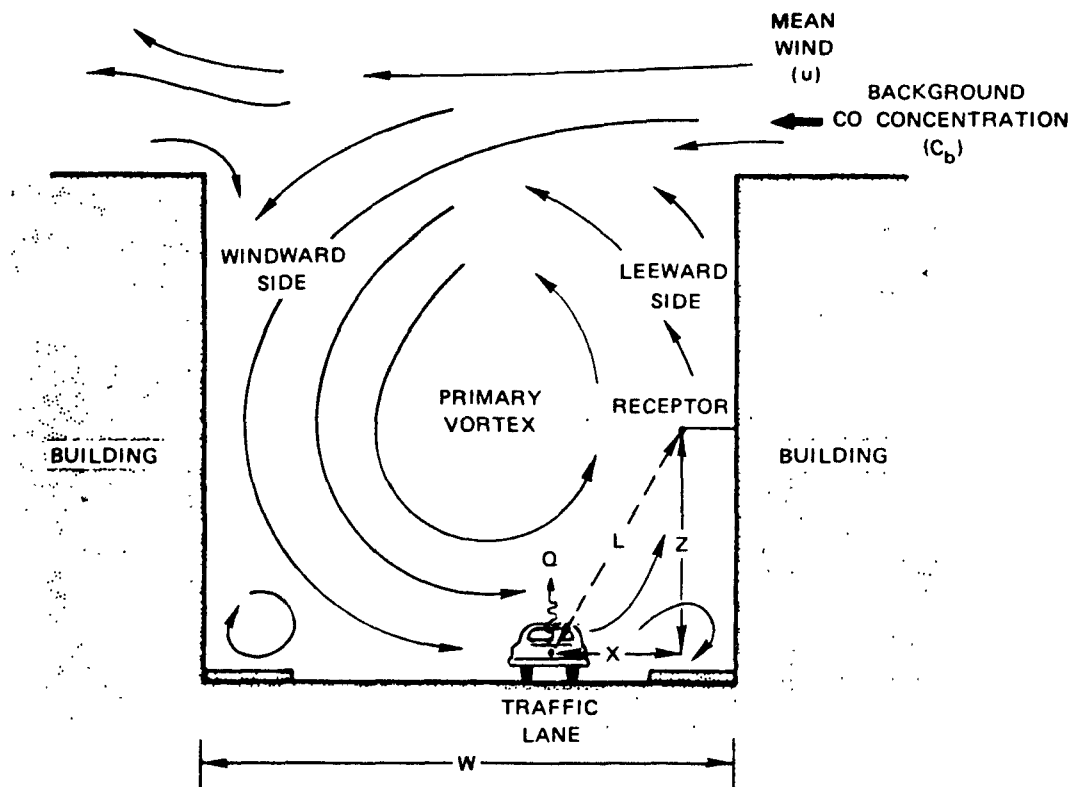 MEAN
WIND
(u)
BACKGROUND
CO CONCENTRATION
(C_b)
WINDWARD
SIDE
LEEWARD
SIDE
PRIMARY
VORTEX
RECEPTOR
BUILDING
BUILDING
L
Z
Q
X
TRAFFIC
LANE
W